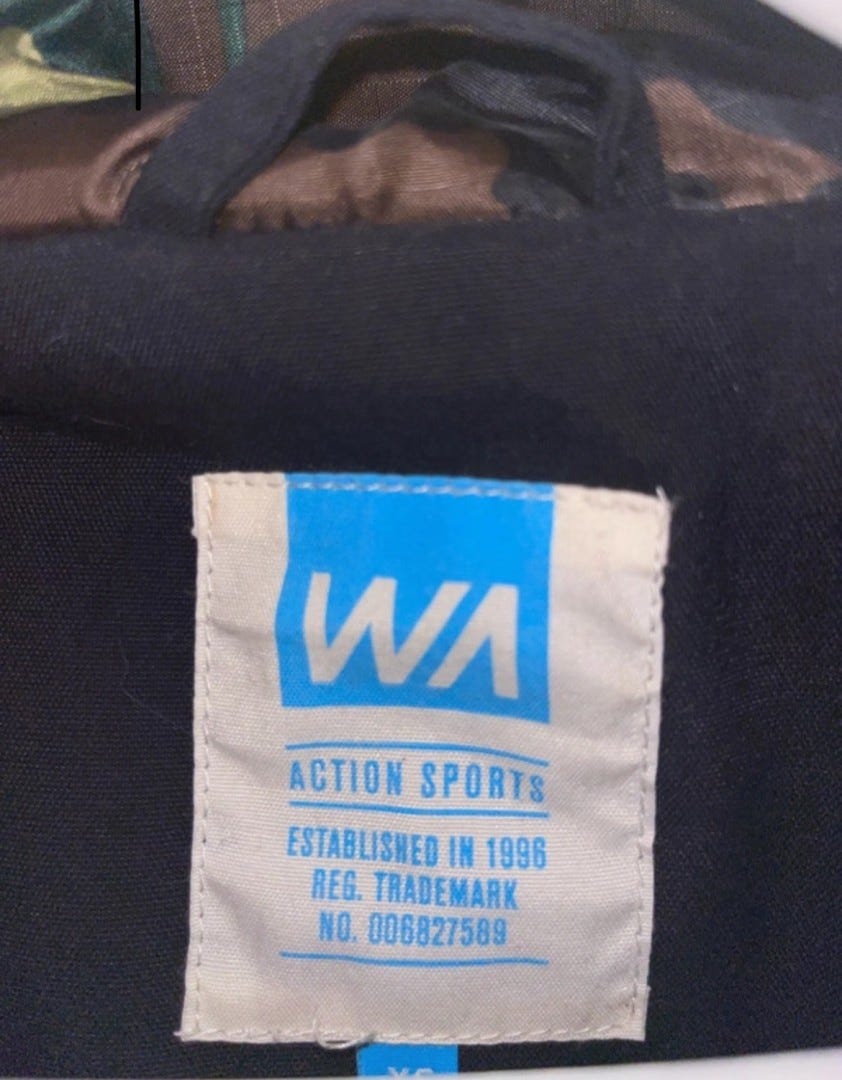 WA
ACTION SPORTS
ESTABLISHED IN 1996
REG. TRADEMARK
NO. 006827589